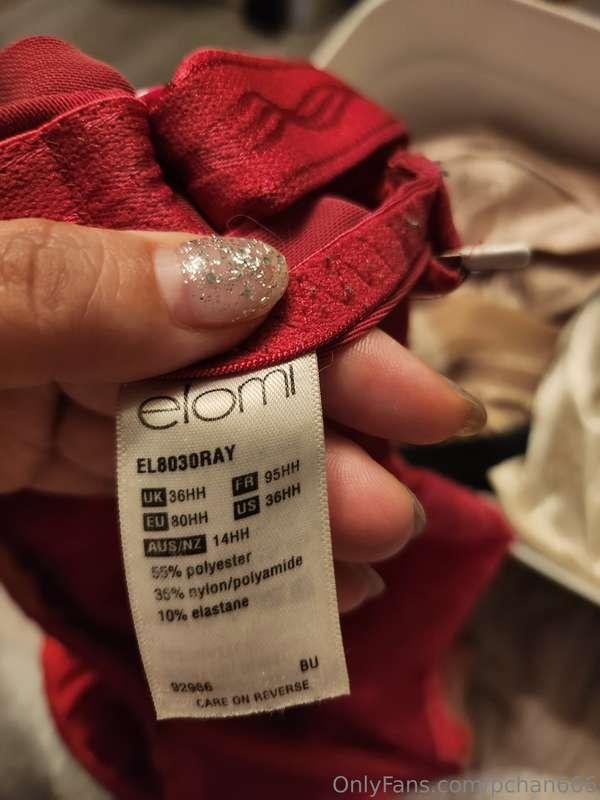 elomi
EL8030RAY
UK 36HH FR 95HH
EU 80HH US 36HH
AUS/NZ 14HH
55% polyester
35% nylon/polyamide
10% elastane
BU
92966
CARE ON REVERSE
OnlyFans.com/pchan666